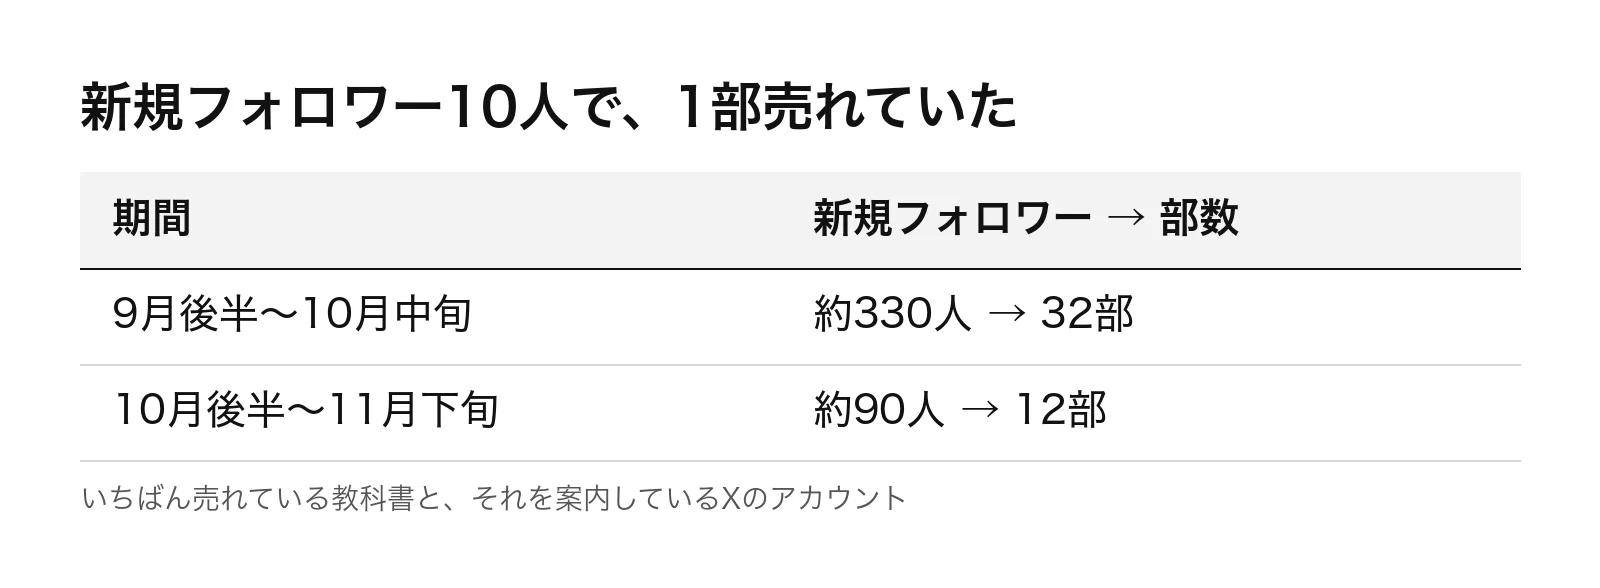 新規フォロワー10人で、1部売れていた
期間 新規フォロワー → 部数
9月後半〜10月中旬 約330人 → 32部
10月後半〜11月下旬 約90人 → 12部
いちばん売れている教科書と、それを案内しているXのアカウント